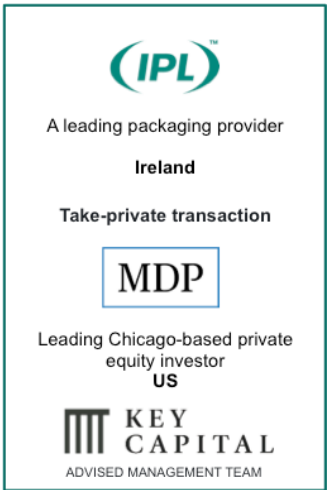 (IPL)™
A leading packaging provider
Ireland
Take-private transaction
MDP
Leading Chicago-based private
equity investor
US
KEY
CAPITAL
ADVISED MANAGEMENT TEAM